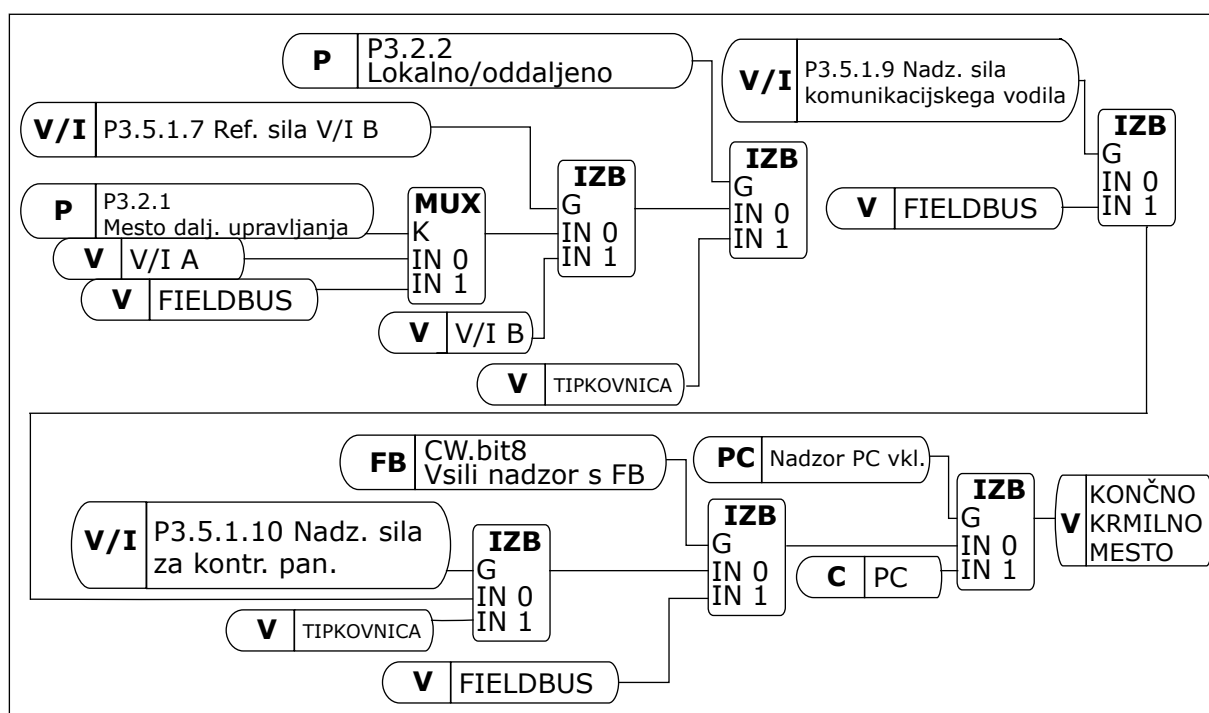 P
P3.2.2
Lokalno/oddaljeno
V/I
P3.5.1.9 Nadz. sila
komunikacijskega vodila
V/I
P3.5.1.7 Ref. sila V/I B
IZB
G
IN 0
IN 1
IZB
G
IN 0
IN 1
IZB
G
IN 0
IN 1
P
P3.2.1
Mesto dalj. upravljanja
MUX
K
IN 0
IN 1
V
FIELDBUS
V
V/I A
V
FIELDBUS
V
V/I B
V
TIPKOVNICA
FB
CW.bit8
Vsili nadzor s FB
PC
Nadzor PC vkl.
IZB
G
IN 0
IN 1
V
KONČNO
KRMILNO
MESTO
V/I
P3.5.1.10 Nadz. sila
za kontr. pan.
IZB
G
IN 0
IN 1
IZB
G
IN 0
IN 1
C
PC
V
TIPKOVNICA
V
FIELDBUS